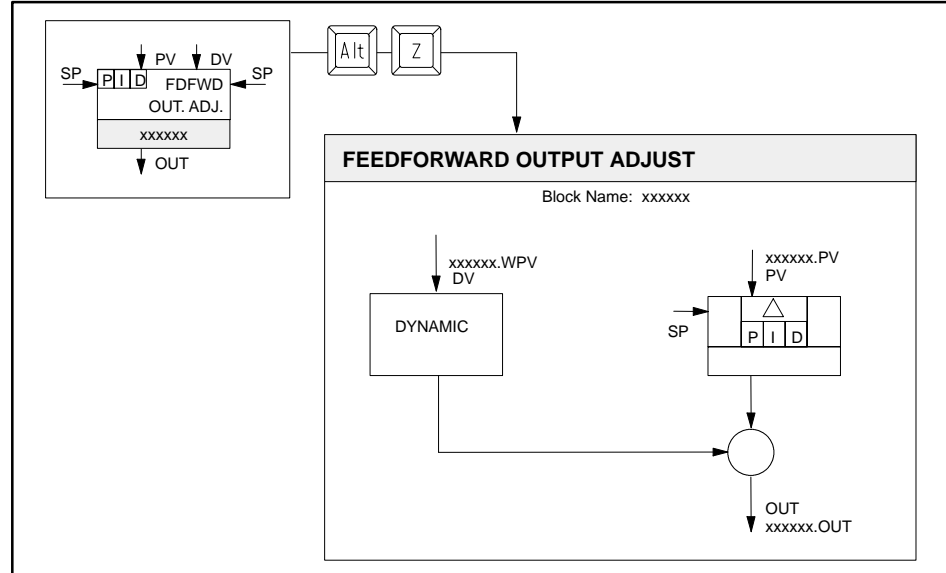 PV DV
SP P I D FDFWD SP
OUT. ADJ.
xxxxxx
OUT
Alt Z
FEEDFORWARD OUTPUT ADJUST
Block Name: xxxxxx
xxxxxx.WPV
DV
DYNAMIC
xxxxxx.PV
PV
SP
P I D
OUT
xxxxxx.OUT